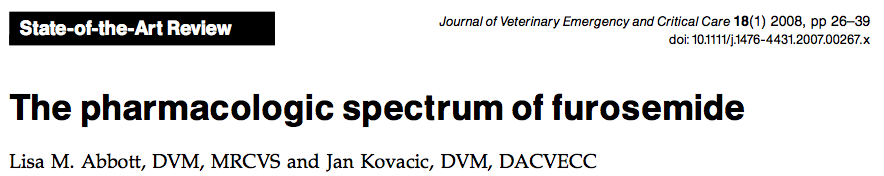 State-of-the-Art Review
Journal of Veterinary Emergency and Critical Care 18(1) 2008, pp 26–39
doi: 10.1111/j.1476-4431.2007.00267.x
The pharmacologic spectrum of furosemide
Lisa M. Abbott, DVM, MRCVS and Jan Kovacic, DVM, DACVECC